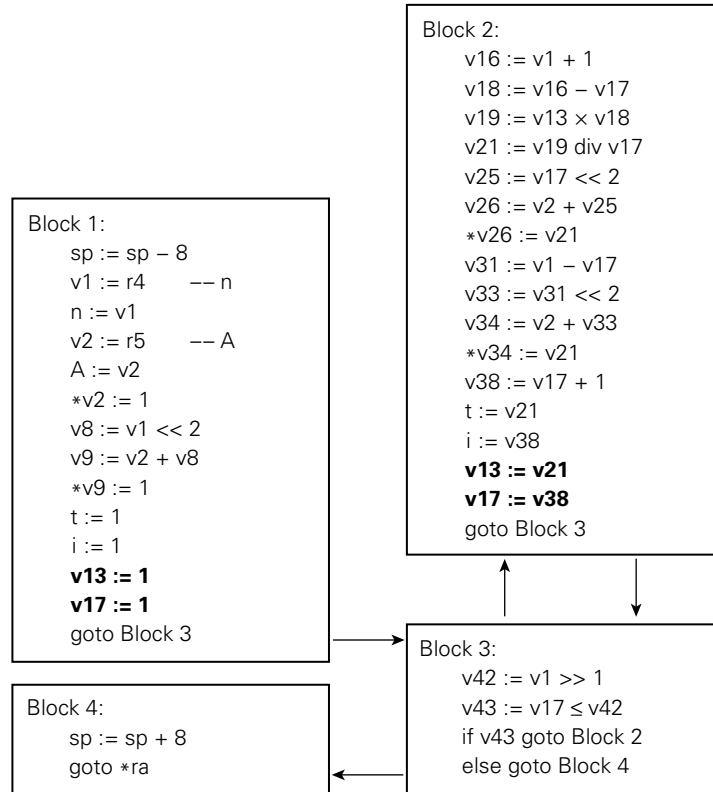 Block 1:
sp := sp – 8
v1 := r4 –– n
n := v1
v2 := r5 –– A
A := v2
*v2 := 1
v8 := v1 << 2
v9 := v2 + v8
*v9 := 1
t := 1
i := 1
v13 := 1
v17 := 1
goto Block 3
Block 2:
v16 := v1 + 1
v18 := v16 – v17
v19 := v13 × v18
v21 := v19 div v17
v25 := v17 << 2
v26 := v2 + v25
*v26 := v21
v31 := v1 – v17
v33 := v31 << 2
v34 := v2 + v33
*v34 := v21
v38 := v17 + 1
t := v21
i := v38
v13 := v21
v17 := v38
goto Block 3
Block 3:
v42 := v1 >> 1
v43 := v17 ≤ v42
if v43 goto Block 2
else goto Block 4
Block 4:
sp := sp + 8
goto *ra